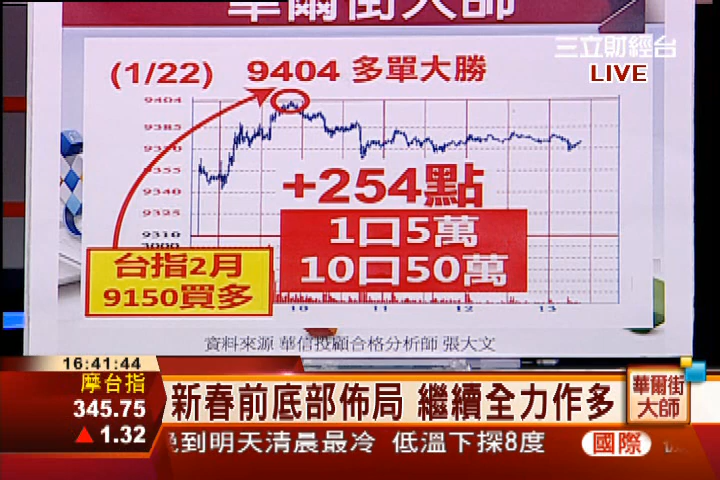 華爾街大師
三立財經台
LIVE
(1/22) 9404 多單大勝
9404
9385
9370
9355
9340
9325
9310
3000
+254點
1口5萬
10口50萬
台指2月
9150買多
10 11 12 13
資料來源 華信投顧合格分析師 張大文
16:41:44
摩台指
345.75
▲1.32
新春前底部佈局 繼續全力作多
華爾街
大師
到明天清晨最冷 低溫下探8度
國際